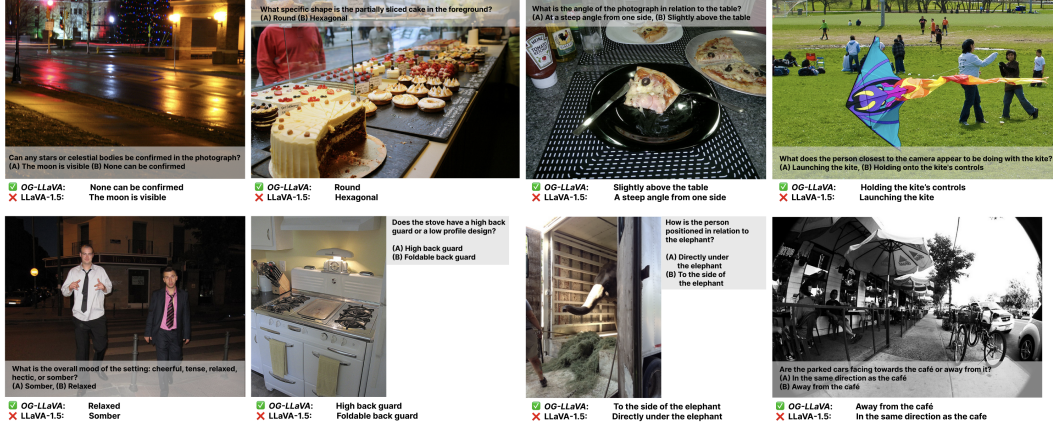 Can any stars or celestial bodies be confirmed in the photograph?
(A) The moon is visible (B) None can be confirmed
✅ OG-LLaVA: None can be confirmed
❌ LLaVA-1.5: The moon is visible
What specific shape is the partially sliced cake in the foreground?
(A) Round (B) Hexagonal
✅ OG-LLaVA: Round
❌ LLaVA-1.5: Hexagonal
What is the angle of the photograph in relation to the table?
(A) At a steep angle from one side, (B) Slightly above the table
✅ OG-LLaVA: Slightly above the table
❌ LLaVA-1.5: A steep angle from one side
What does the person closest to the camera appear to be doing with the kite?
(A) Launching the kite, (B) Holding onto the kite's controls
✅ OG-LLaVA: Holding the kite's controls
❌ LLaVA-1.5: Launching the kite
What is the overall mood of the setting: cheerful, tense, relaxed,
hectic, or somber?
(A) Somber, (B) Relaxed
✅ OG-LLaVA: Relaxed
❌ LLaVA-1.5: Somber
Does the stove have a high back
guard or a low profile design?
(A) High back guard
(B) Foldable back guard
✅ OG-LLaVA: High back guard
❌ LLaVA-1.5: Foldable back guard
How is the person
positioned in relation to
the elephant?
(A) Directly under
the elephant
(B) To the side of
the elephant
✅ OG-LLaVA: To the side of the elephant
❌ LLaVA-1.5: Directly under the elephant
Are the parked cars facing towards the café or away from it?
(A) In the same direction as the café
(B) Away from the café
✅ OG-LLaVA: Away from the café
❌ LLaVA-1.5: In the same direction as the cafe